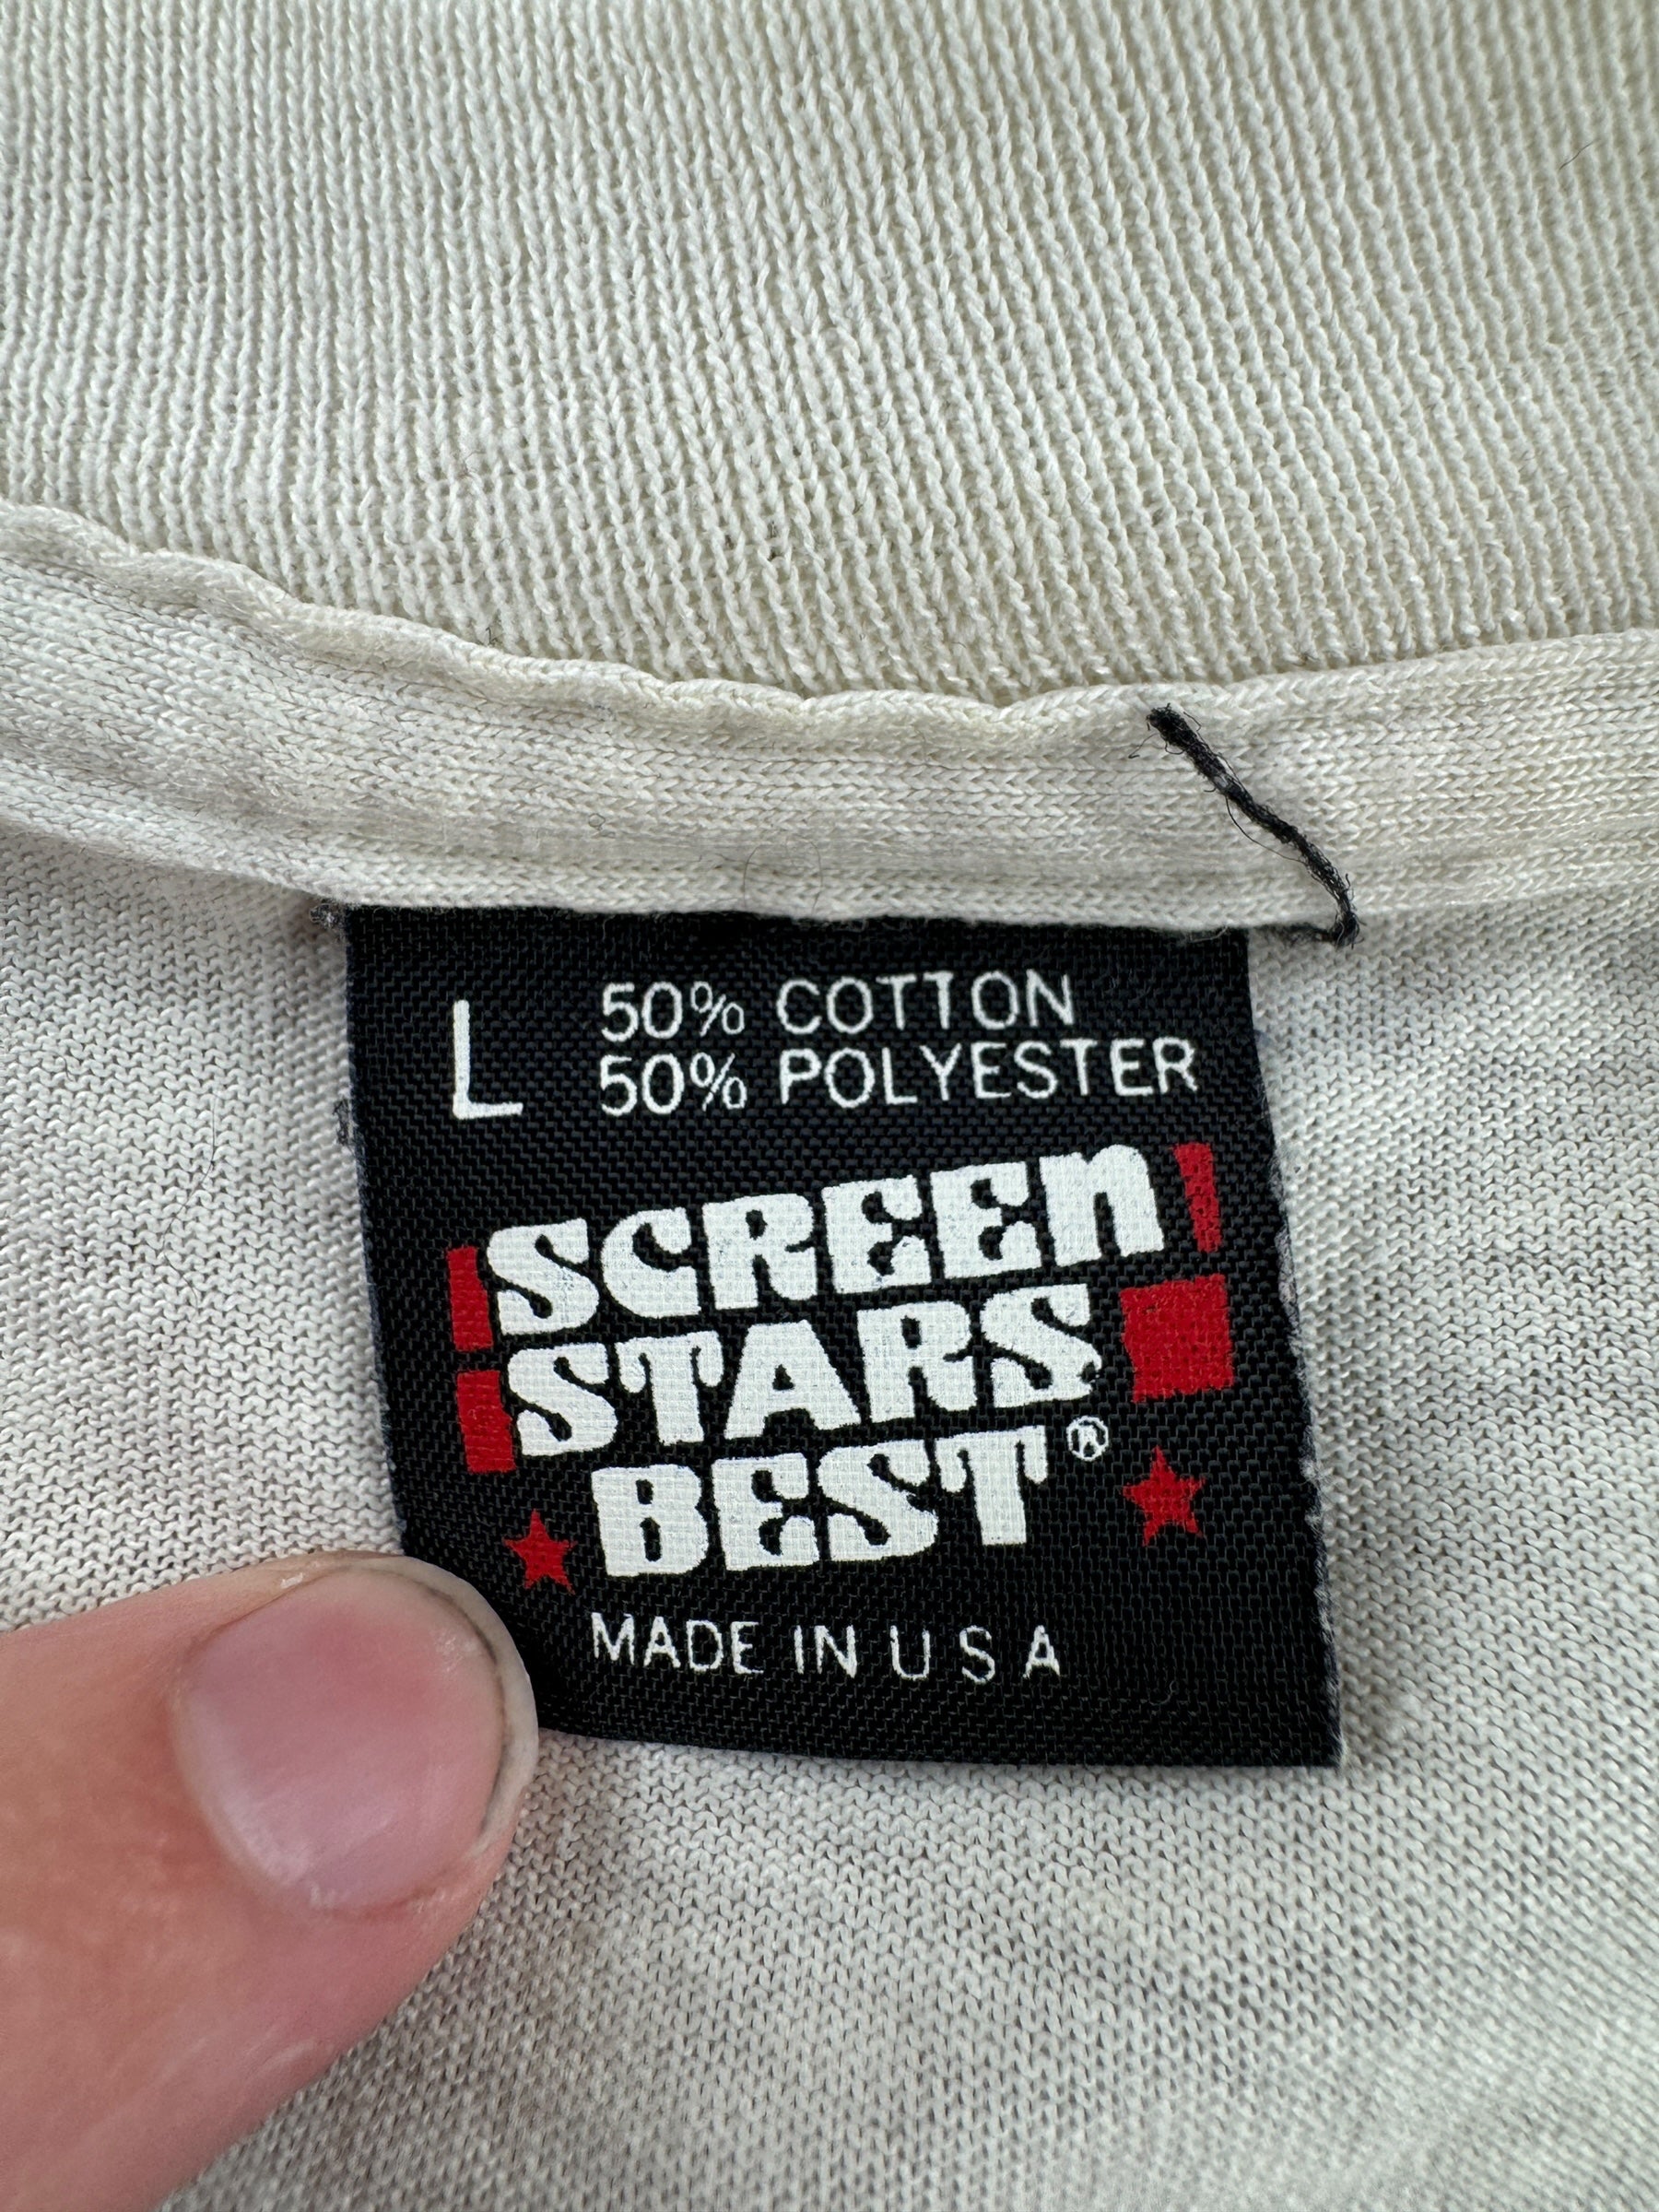 L 50% COTTON
50% POLYESTER
SCREEn
STARS
BEST®
MADE IN U S A